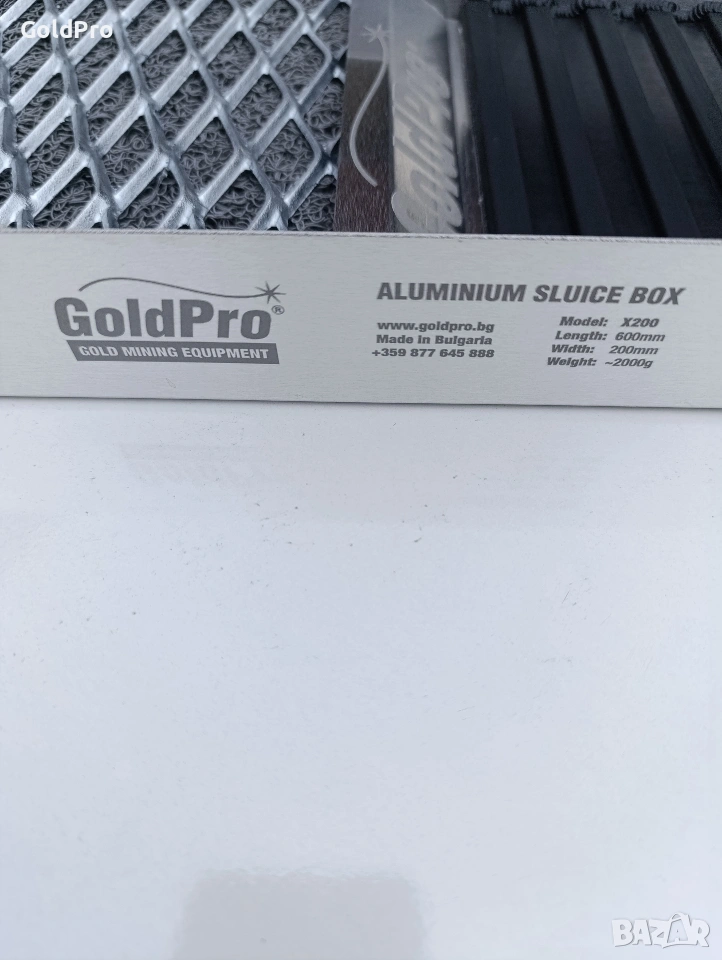 GoldPro
GoldPro
GoldPro®
GOLD MINING EQUIPMENT
ALUMINIUM SLUICE BOX
www.goldpro.bg
Made in Bulgaria
+359 877 645 888
Model: X200
Length: 600mm
Width: 200mm
Weight: ~2000g
BAZAR